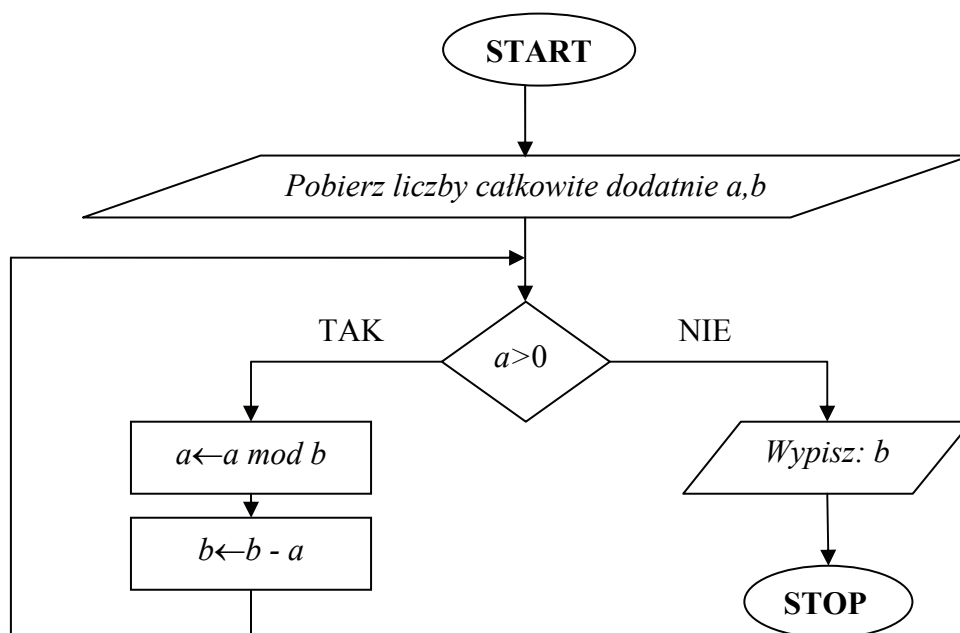 START
Pobierz liczby całkowite dodatnie a,b
TAK
NIE
a>0
a←a mod b
Wypisz: b
b←b - a
STOP